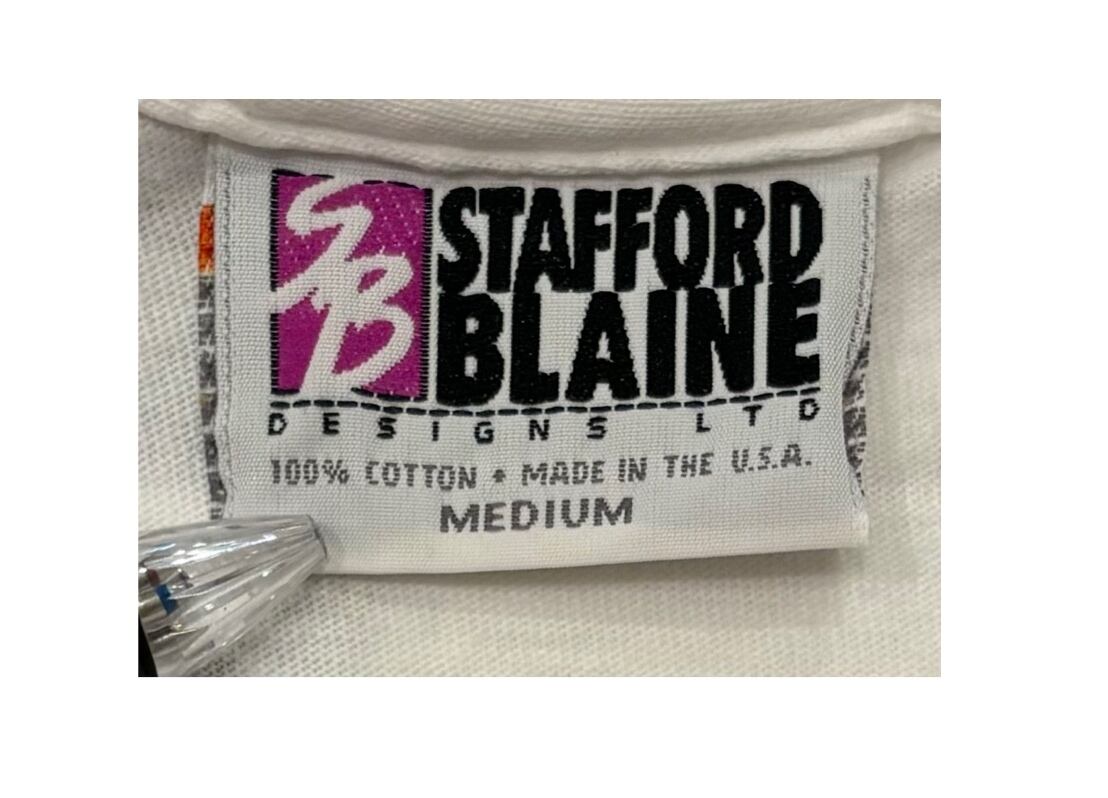 SB STAFFORD
BLAINE
DESIGNS LTD
100% COTTON • MADE IN THE U.S.A.
MEDIUM